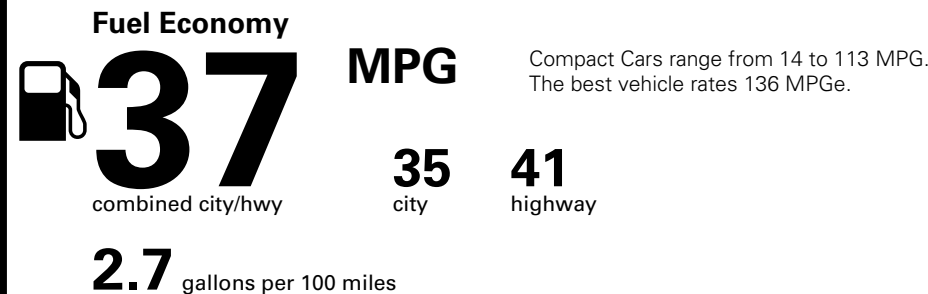 Fuel Economy
37 MPG
Compact Cars range from 14 to 113 MPG.
The best vehicle rates 136 MPGe.
35 41
combined city/hwy city highway
2.7 gallons per 100 miles